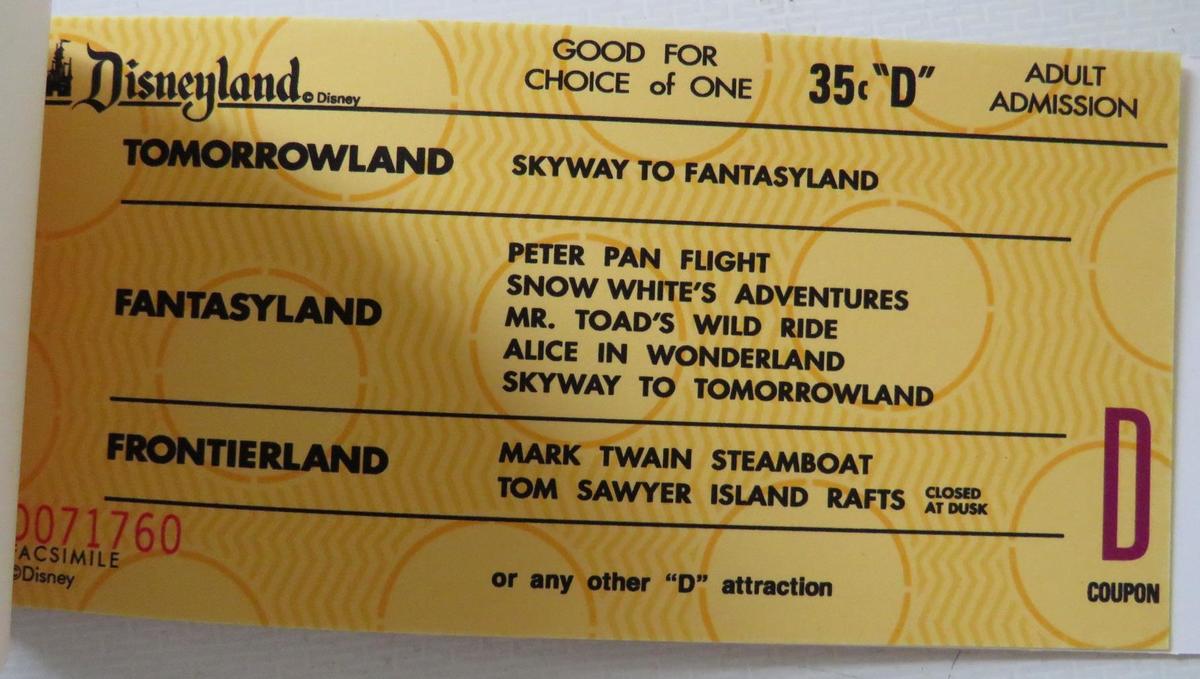 Disneyland © Disney
GOOD FOR
CHOICE of ONE
35¢ "D"
ADULT
ADMISSION
TOMORROWLAND
SKYWAY TO FANTASYLAND
FANTASYLAND
PETER PAN FLIGHT
SNOW WHITE'S ADVENTURES
MR. TOAD'S WILD RIDE
ALICE IN WONDERLAND
SKYWAY TO TOMORROWLAND
FRONTIERLAND
MARK TWAIN STEAMBOAT
TOM SAWYER ISLAND RAFTS CLOSED
AT DUSK
D
COUPON
0071760
FACSIMILE
©Disney
or any other "D" attraction